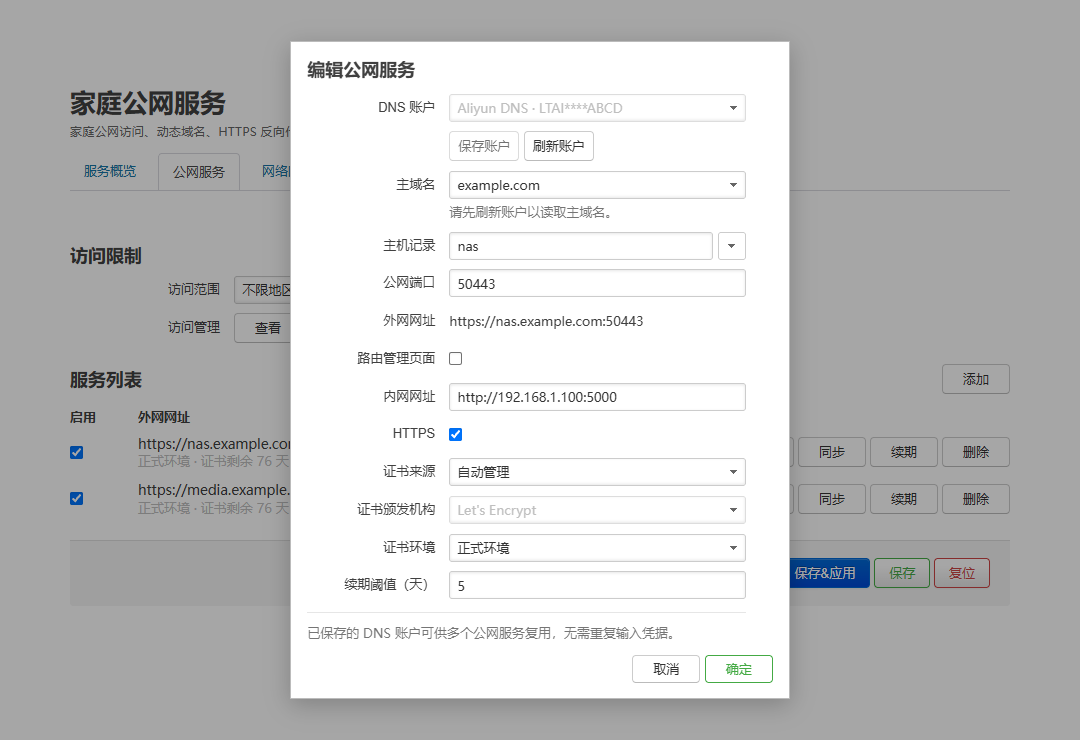 编辑公网服务
DNS 账户 Aliyun DNS · LTAI****ABCD
保存账户 刷新账户
主域名 example.com
请先刷新账户以读取主域名。
主机记录 nas
公网端口 50443
外网网址 https://nas.example.com:50443
路由管理页面
内网网址 http://192.168.1.100:5000
HTTPS
证书来源 自动管理
证书颁发机构 Let's Encrypt
证书环境 正式环境
续期阈值（天） 5
已保存的 DNS 账户可供多个公网服务复用，无需重复输入凭据。
取消 确定
家庭公网服务
家庭公网访问、动态域名、HTTPS 反向
服务概览 公网服务 网络
访问限制
访问范围 不限地区
访问管理 查看
服务列表 添加
启用 外网网址
https://nas.example.co
正式环境 · 证书剩余 76 天
同步 续期 删除
https://media.example.
正式环境 · 证书剩余 76 天
同步 续期 删除
保存&应用 保存 复位